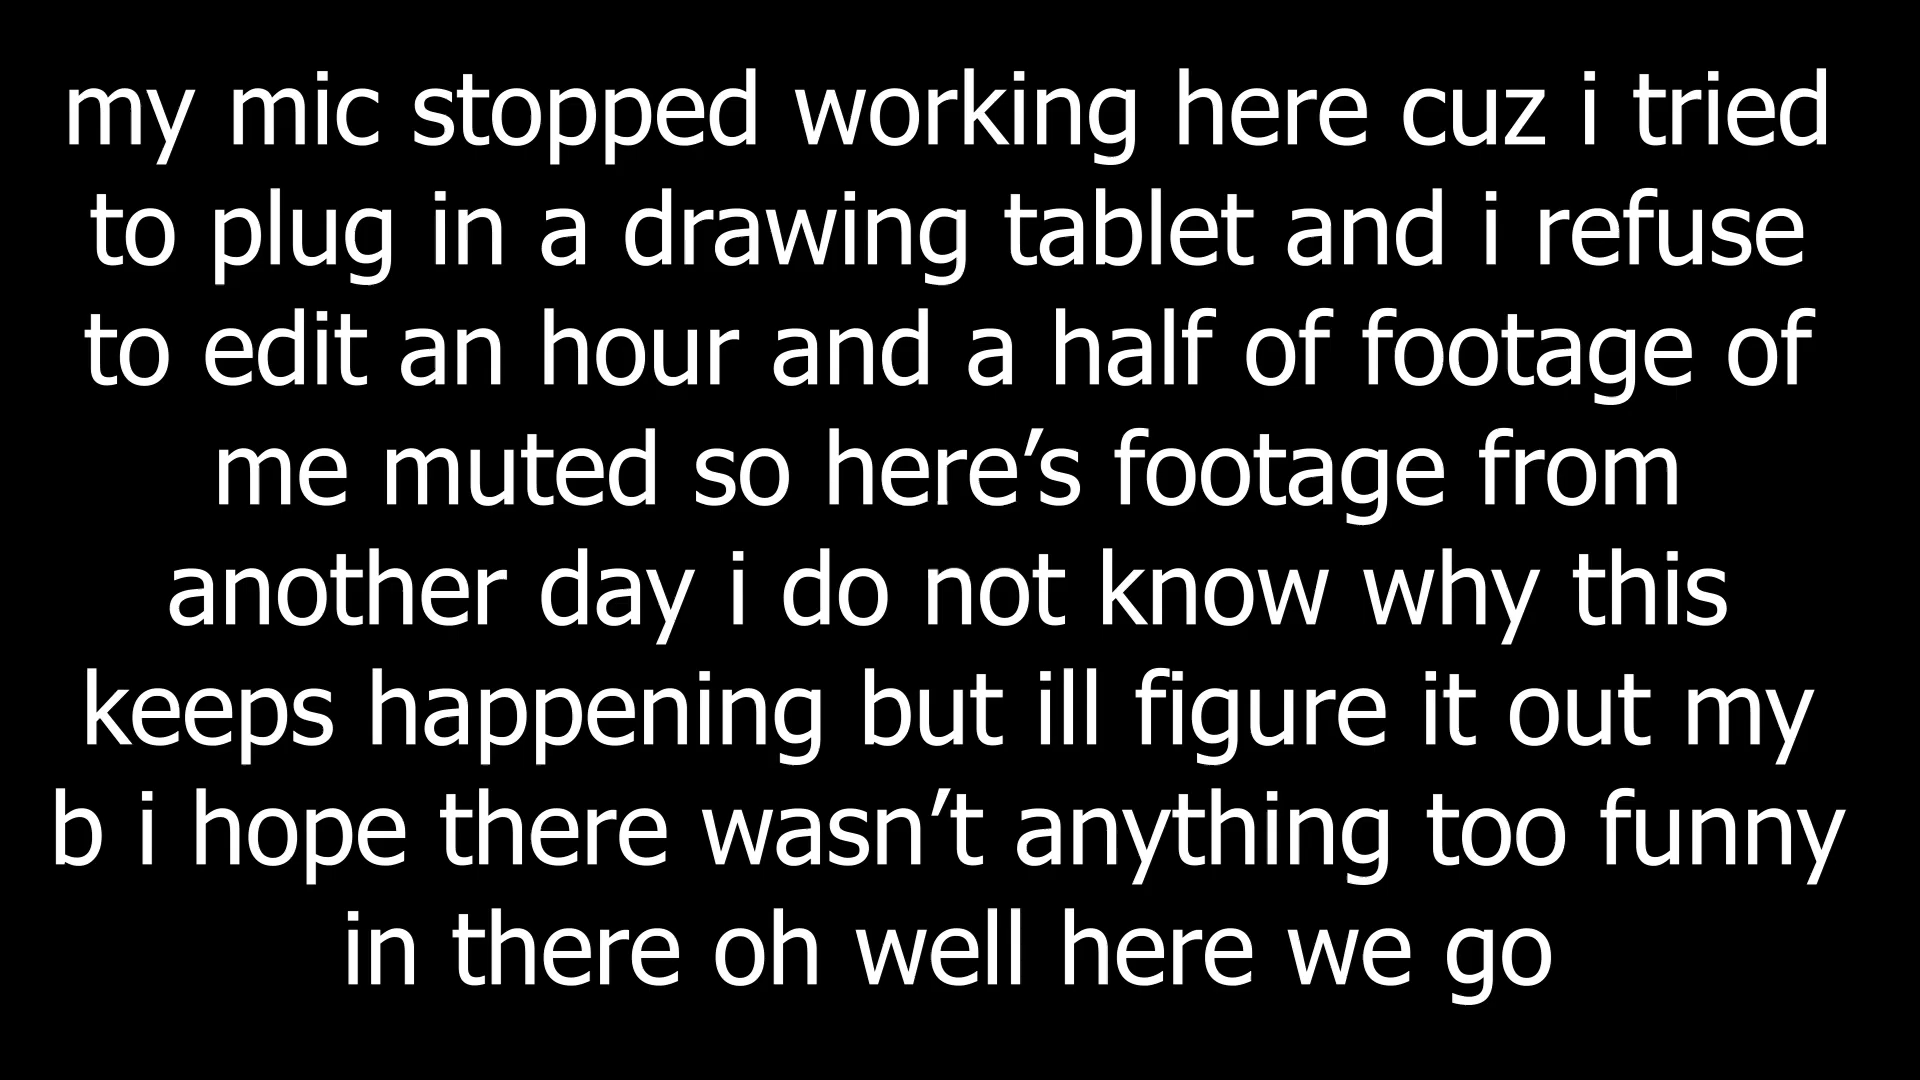 my mic stopped working here cuz i tried
to plug in a drawing tablet and i refuse
to edit an hour and a half of footage of
me muted so here’s footage from
another day i do not know why this
keeps happening but ill figure it out my
b i hope there wasn’t anything too funny
in there oh well here we go